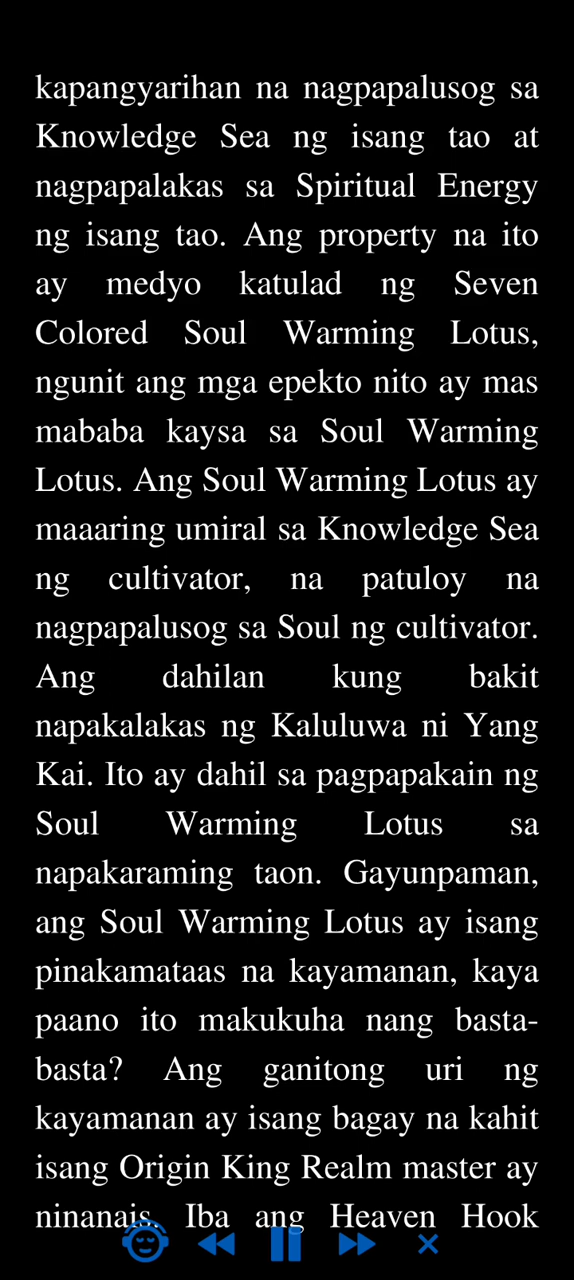 kapangyarihan na nagpapalusog sa
Knowledge Sea ng isang tao at
nagpapalakas sa Spiritual Energy
ng isang tao. Ang property na ito
ay medyo katulad ng Seven
Colored Soul Warming Lotus,
ngunit ang mga epekto nito ay mas
mababa kaysa sa Soul Warming
Lotus. Ang Soul Warming Lotus ay
maaaring umiral sa Knowledge Sea
ng cultivator, na patuloy na
nagpapalusog sa Soul ng cultivator.
Ang dahilan kung bakit
napakalakas ng Kaluluwa ni Yang
Kai. Ito ay dahil sa pagpapakain ng
Soul Warming Lotus sa
napakaraming taon. Gayunpaman,
ang Soul Warming Lotus ay isang
pinakamataas na kayamanan, kaya
paano ito makukuha nang basta-
basta? Ang ganitong uri ng
kayamanan ay isang bagay na kahit
isang Origin King Realm master ay
ninanais. Iba ang Heaven Hook